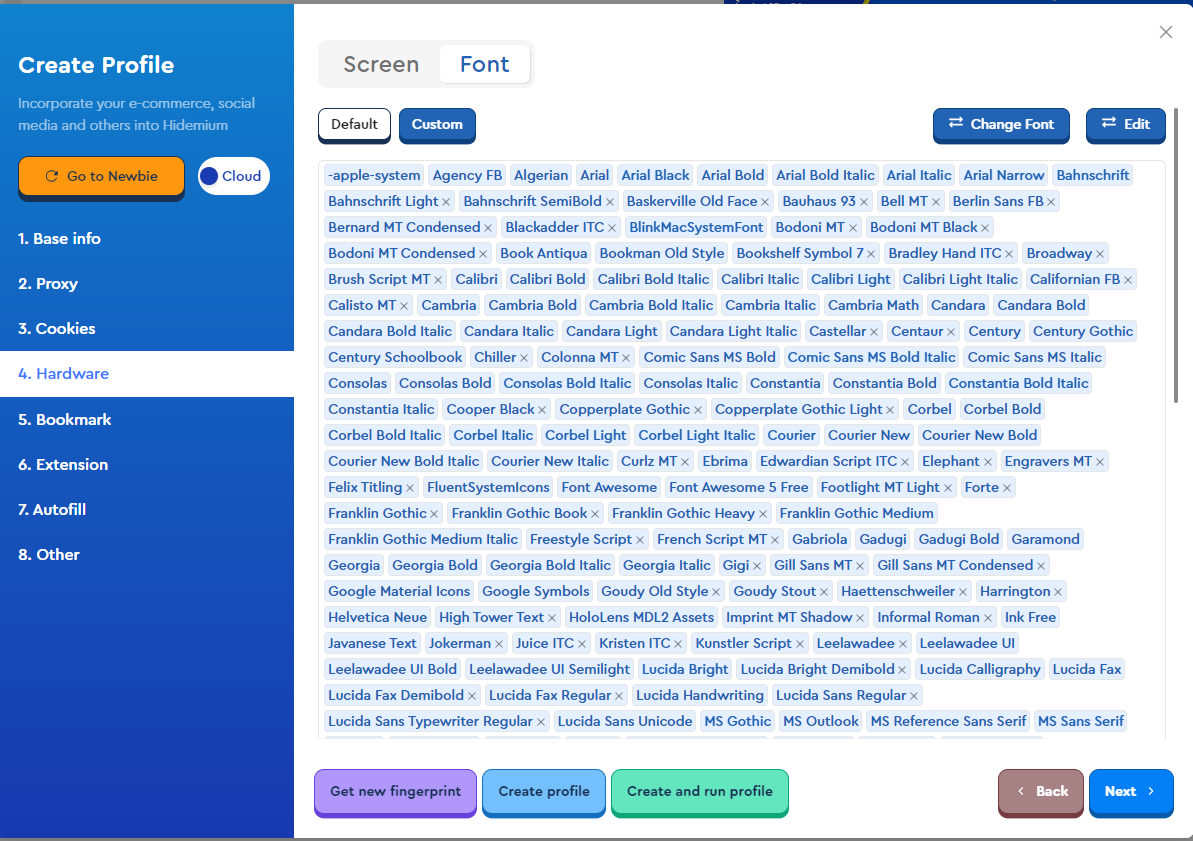 Create Profile
Incorporate your e-commerce, social
media and others into Hidemium
Go to Newbie
Cloud
1. Base info
2. Proxy
3. Cookies
4. Hardware
5. Bookmark
6. Extension
7. Autofill
8. Other
Screen Font
Default Custom Change Font Edit
-apple-system Agency FB Algerian Arial Arial Black Arial Bold Arial Bold Italic Arial Italic Arial Narrow Bahnschrift
Bahnschrift Light × Bahnschrift SemiBold × Baskerville Old Face × Bauhaus 93 × Bell MT × Berlin Sans FB ×
Bernard MT Condensed × Blackadder ITC × BlinkMacSystemFont Bodoni MT × Bodoni MT Black ×
Bodoni MT Condensed × Book Antiqua Bookman Old Style Bookshelf Symbol 7 × Bradley Hand ITC × Broadway ×
Brush Script MT × Calibri Calibri Bold Calibri Bold Italic Calibri Italic Calibri Light Calibri Light Italic Californian FB ×
Calisto MT × Cambria Cambria Bold Cambria Bold Italic Cambria Italic Cambria Math Candara Candara Bold
Candara Bold Italic Candara Italic Candara Light Candara Light Italic Castellar × Centaur × Century Century Gothic
Century Schoolbook Chiller × Colonna MT × Comic Sans MS Bold Comic Sans MS Bold Italic Comic Sans MS Italic
Consolas Consolas Bold Consolas Bold Italic Consolas Italic Constantia Constantia Bold Constantia Bold Italic
Constantia Italic Cooper Black × Copperplate Gothic × Copperplate Gothic Light × Corbel Corbel Bold
Corbel Bold Italic Corbel Italic Corbel Light Corbel Light Italic Courier Courier New Courier New Bold
Courier New Bold Italic Courier New Italic Curlz MT × Ebrima Edwardian Script ITC × Elephant × Engravers MT ×
Felix Titling × FluentSystemIcons Font Awesome Font Awesome 5 Free Footlight MT Light × Forte ×
Franklin Gothic × Franklin Gothic Book × Franklin Gothic Heavy × Franklin Gothic Medium
Franklin Gothic Medium Italic Freestyle Script × French Script MT × Gabriola Gadugi Gadugi Bold Garamond
Georgia Georgia Bold Georgia Bold Italic Georgia Italic Gigi × Gill Sans MT × Gill Sans MT Condensed ×
Google Material Icons Google Symbols Goudy Old Style × Goudy Stout × Haettenschweiler × Harrington ×
Helvetica Neue High Tower Text × HoloLens MDL2 Assets Imprint MT Shadow × Informal Roman × Ink Free
Javanese Text Jokerman × Juice ITC × Kristen ITC × Kunstler Script × Leelawadee × Leelawadee UI
Leelawadee UI Bold Leelawadee UI Semilight Lucida Bright Lucida Bright Demibold × Lucida Calligraphy Lucida Fax
Lucida Fax Demibold × Lucida Fax Regular × Lucida Handwriting Lucida Sans Regular ×
Lucida Sans Typewriter Regular × Lucida Sans Unicode MS Gothic MS Outlook MS Reference Sans Serif MS Sans Serif
Get new fingerprint Create profile Create and run profile Back Next